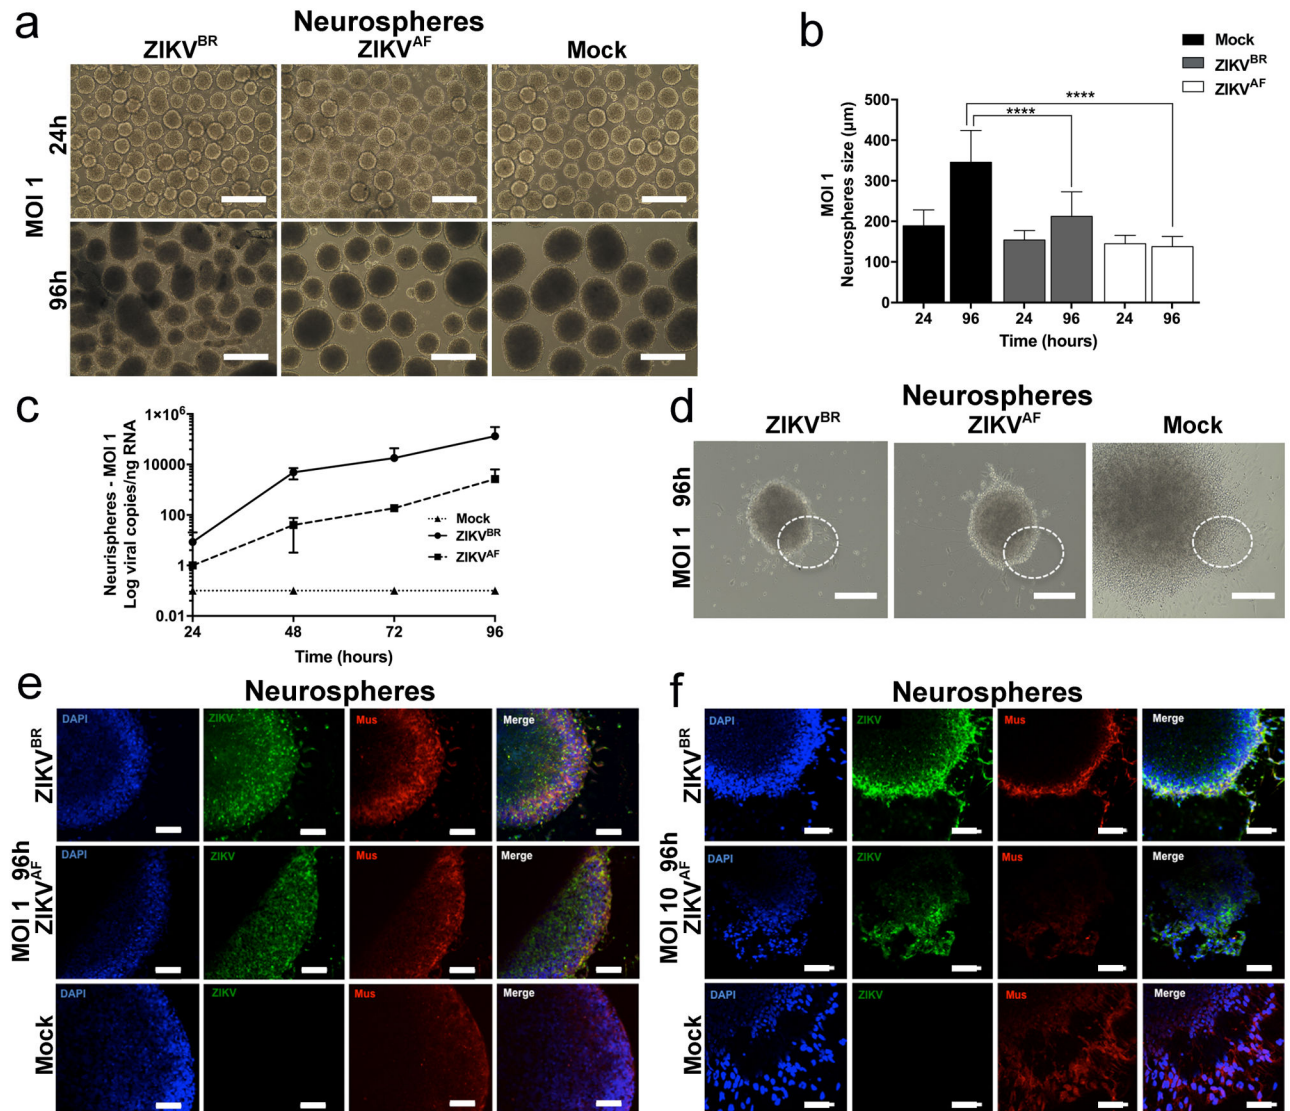 a
Neurospheres
ZIKV^BR
ZIKV^AF
Mock
MOI 1
24h
96h
b
Mock
ZIKV^BR
ZIKV^AF
MOI 1
Neurospheres size (µm)
500
400
300
200
100
0
****
****
24 96 24 96 24 96
Time (hours)
c
Neurispheres - MOI 1
Log viral copies/ng RNA
1×10^6
10000
100
1
0.01
Mock
ZIKV^BR
ZIKV^AF
24 48 72 96
Time (hours)
d
Neurospheres
ZIKV^BR
ZIKV^AF
Mock
MOI 1 96h
e
Neurospheres
MOI 1 96h
ZIKV^BR
DAPI ZIKV Mus Merge
ZIKV^AF
DAPI ZIKV Mus Merge
Mock
DAPI ZIKV Mus Merge
f
Neurospheres
MOI 10 96h
ZIKV^BR
DAPI ZIKV Mus Merge
ZIKV^AF
DAPI ZIKV Mus Merge
Mock
DAPI ZIKV Mus Merge